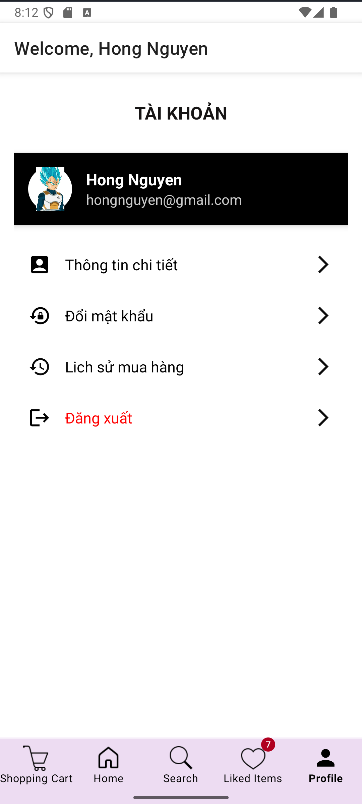 8:12
Welcome, Hong Nguyen
TÀI KHOẢN
Hong Nguyen
hongnguyen@gmail.com
Thông tin chi tiết
Đổi mật khẩu
Lich sử mua hàng
Đăng xuất
7
Shopping Cart Home Search Liked Items Profile